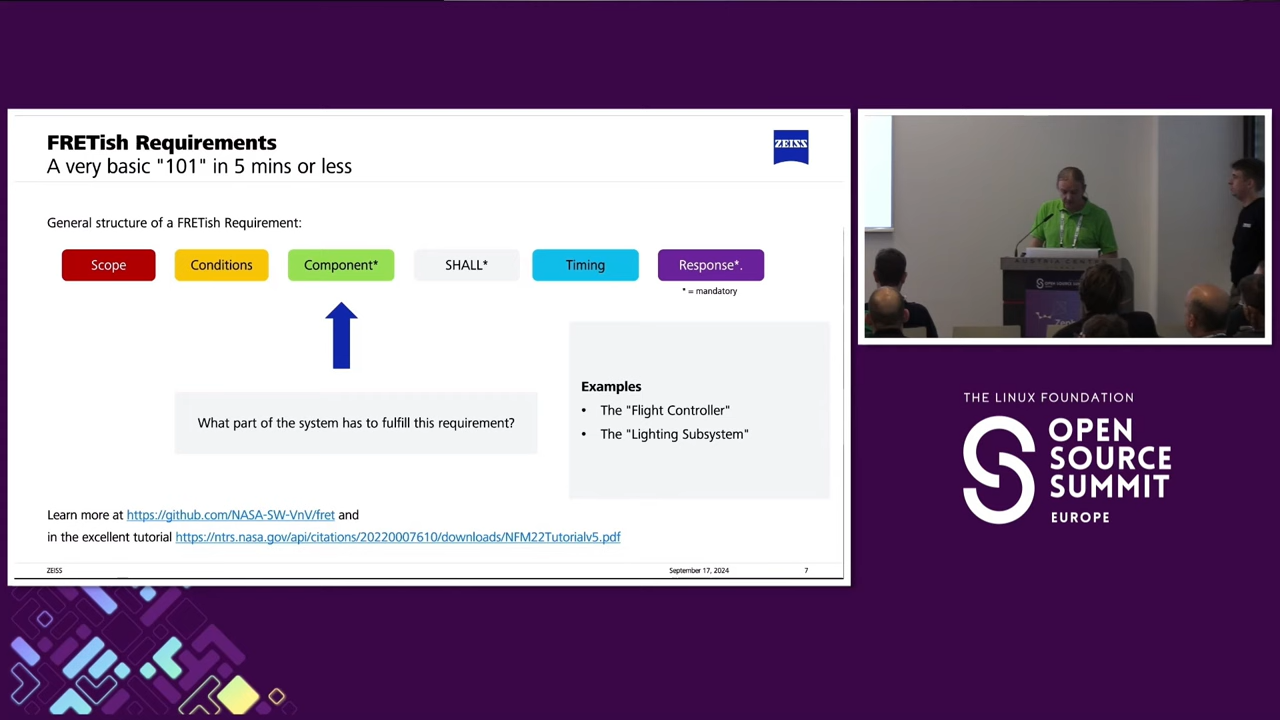 FRETish Requirements
A very basic "101" in 5 mins or less
ZEISS
General structure of a FRETish Requirement:
Scope
Conditions
Component*
SHALL*
Timing
Response*.
* = mandatory
What part of the system has to fulfill this requirement?
Examples
• The "Flight Controller"
• The "Lighting Subsystem"
Learn more at https://github.com/NASA-SW-VnV/fret and
in the excellent tutorial https://ntrs.nasa.gov/api/citations/20220007610/downloads/NFM22Tutorialv5.pdf
ZEISS
September 17, 2024
7
AUSTRIA CENTER
THE LINUX FOUNDATION
OPEN
SOURCE
SUMMIT
EUROPE